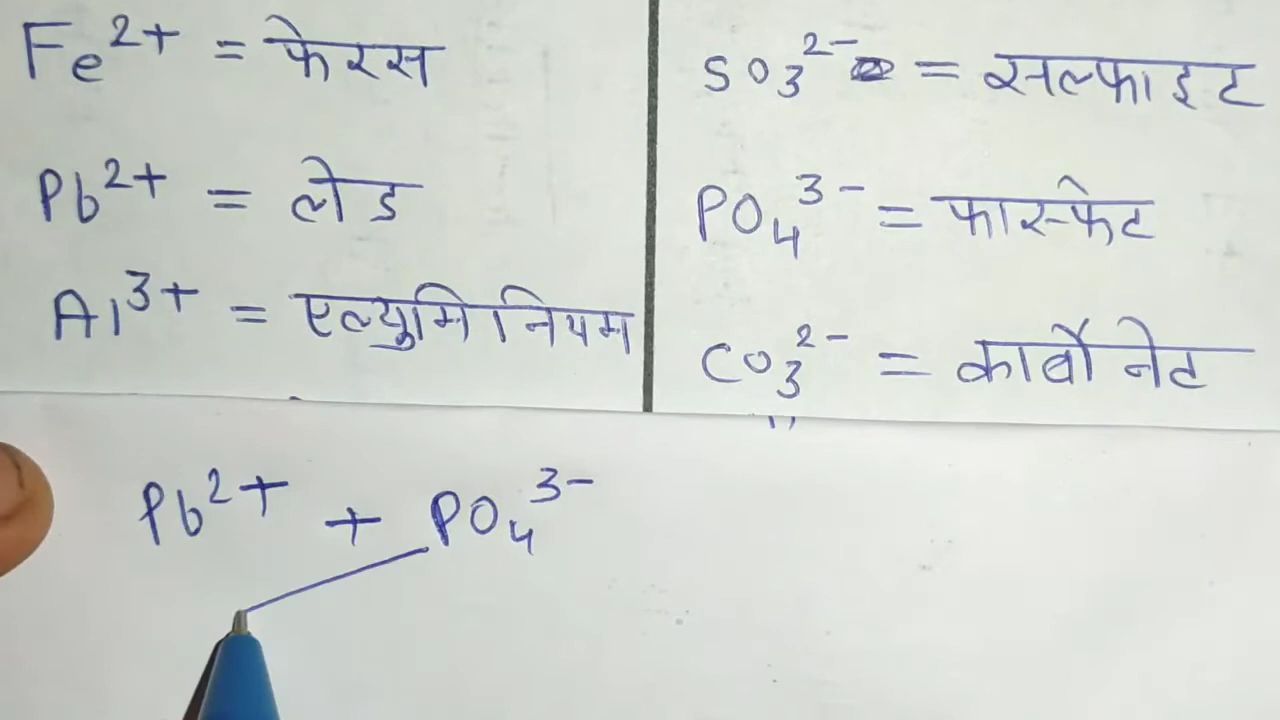 Fe²⁺ = फेरस
Pb²⁺ = लेड
Al³⁺ = एल्युमिनियम
SO₃²⁻ = सल्फाइट
PO₄³⁻ = फास्फेट
CO₃²⁻ = कार्बोनेट
Pb²⁺ + PO₄³⁻